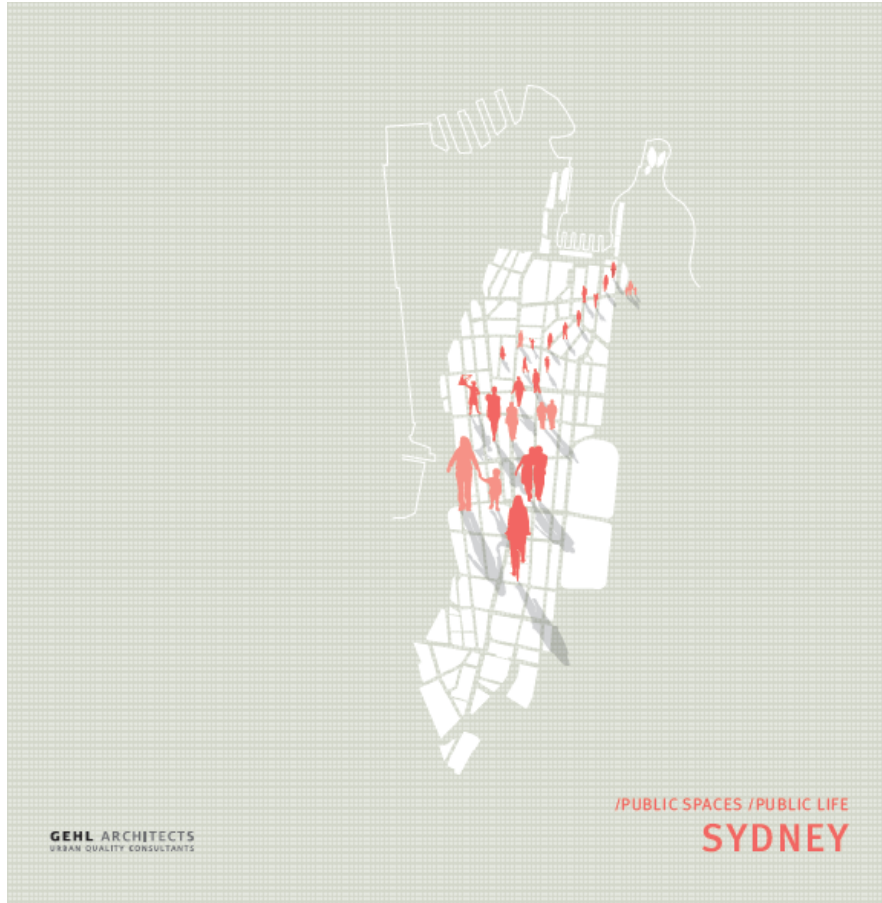 /PUBLIC SPACES /PUBLIC LIFE
SYDNEY
GEHL ARCHITECTS
URBAN QUALITY CONSULTANTS